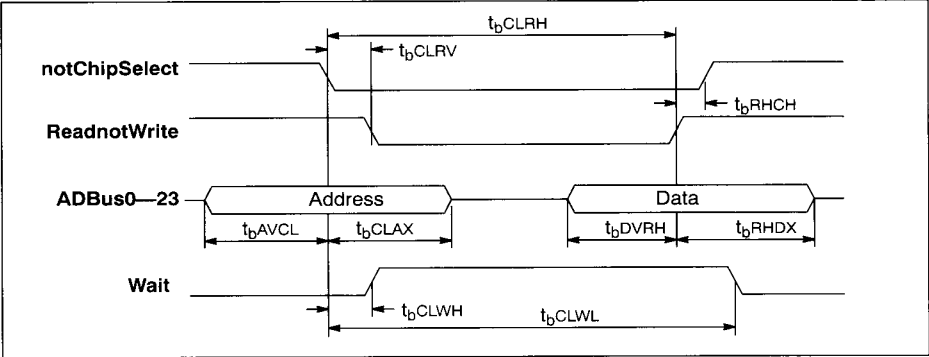 tbCLRH
tbCLRV
notChipSelect
tbRHCH
ReadnotWrite
ADBus0—23 Address Data
tbAVCL tbCLAX tbDVRH tbRHDX
Wait
tbCLWH tbCLWL